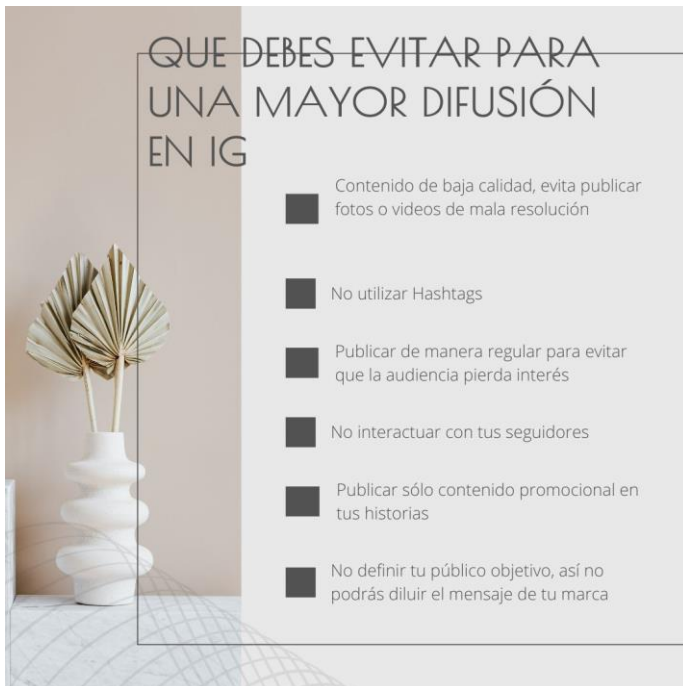 QUE DEBES EVITAR PARA
UNA MAYOR DIFUSIÓN
EN IG
Contenido de baja calidad, evita publicar
fotos o videos de mala resolución
No utilizar Hashtags
Publicar de manera regular para evitar
que la audiencia pierda interés
No interactuar con tus seguidores
Publicar sólo contenido promocional en
tus historias
No definir tu público objetivo, así no
podrás diluir el mensaje de tu marca